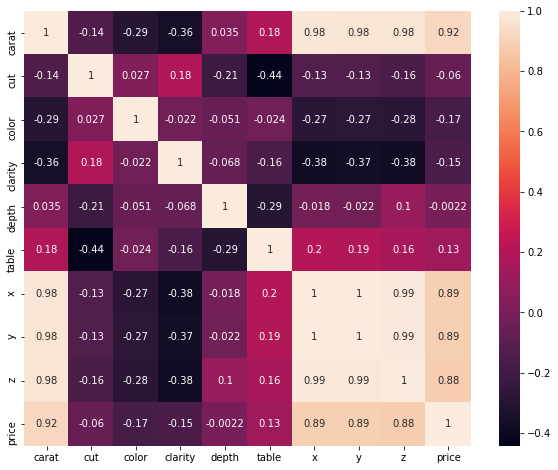 carat 1 -0.14 -0.29 -0.36 0.035 0.18 0.98 0.98 0.98 0.92
cut -0.14 1 0.027 0.18 -0.21 -0.44 -0.13 -0.13 -0.16 -0.06
color -0.29 0.027 1 -0.022 -0.051 -0.024 -0.27 -0.27 -0.28 -0.17
clarity -0.36 0.18 -0.022 1 -0.068 -0.16 -0.38 -0.37 -0.38 -0.15
depth 0.035 -0.21 -0.051 -0.068 1 -0.29 -0.018 -0.022 0.1 -0.0022
table 0.18 -0.44 -0.024 -0.16 -0.29 1 0.2 0.19 0.16 0.13
x 0.98 -0.13 -0.27 -0.38 -0.018 0.2 1 1 0.99 0.89
y 0.98 -0.13 -0.27 -0.37 -0.022 0.19 1 1 0.99 0.89
z 0.98 -0.16 -0.28 -0.38 0.1 0.16 0.99 0.99 1 0.88
price 0.92 -0.06 -0.17 -0.15 -0.0022 0.13 0.89 0.89 0.88 1
carat cut color clarity depth table x y z price
1.0
0.8
0.6
0.4
0.2
0.0
-0.2
-0.4